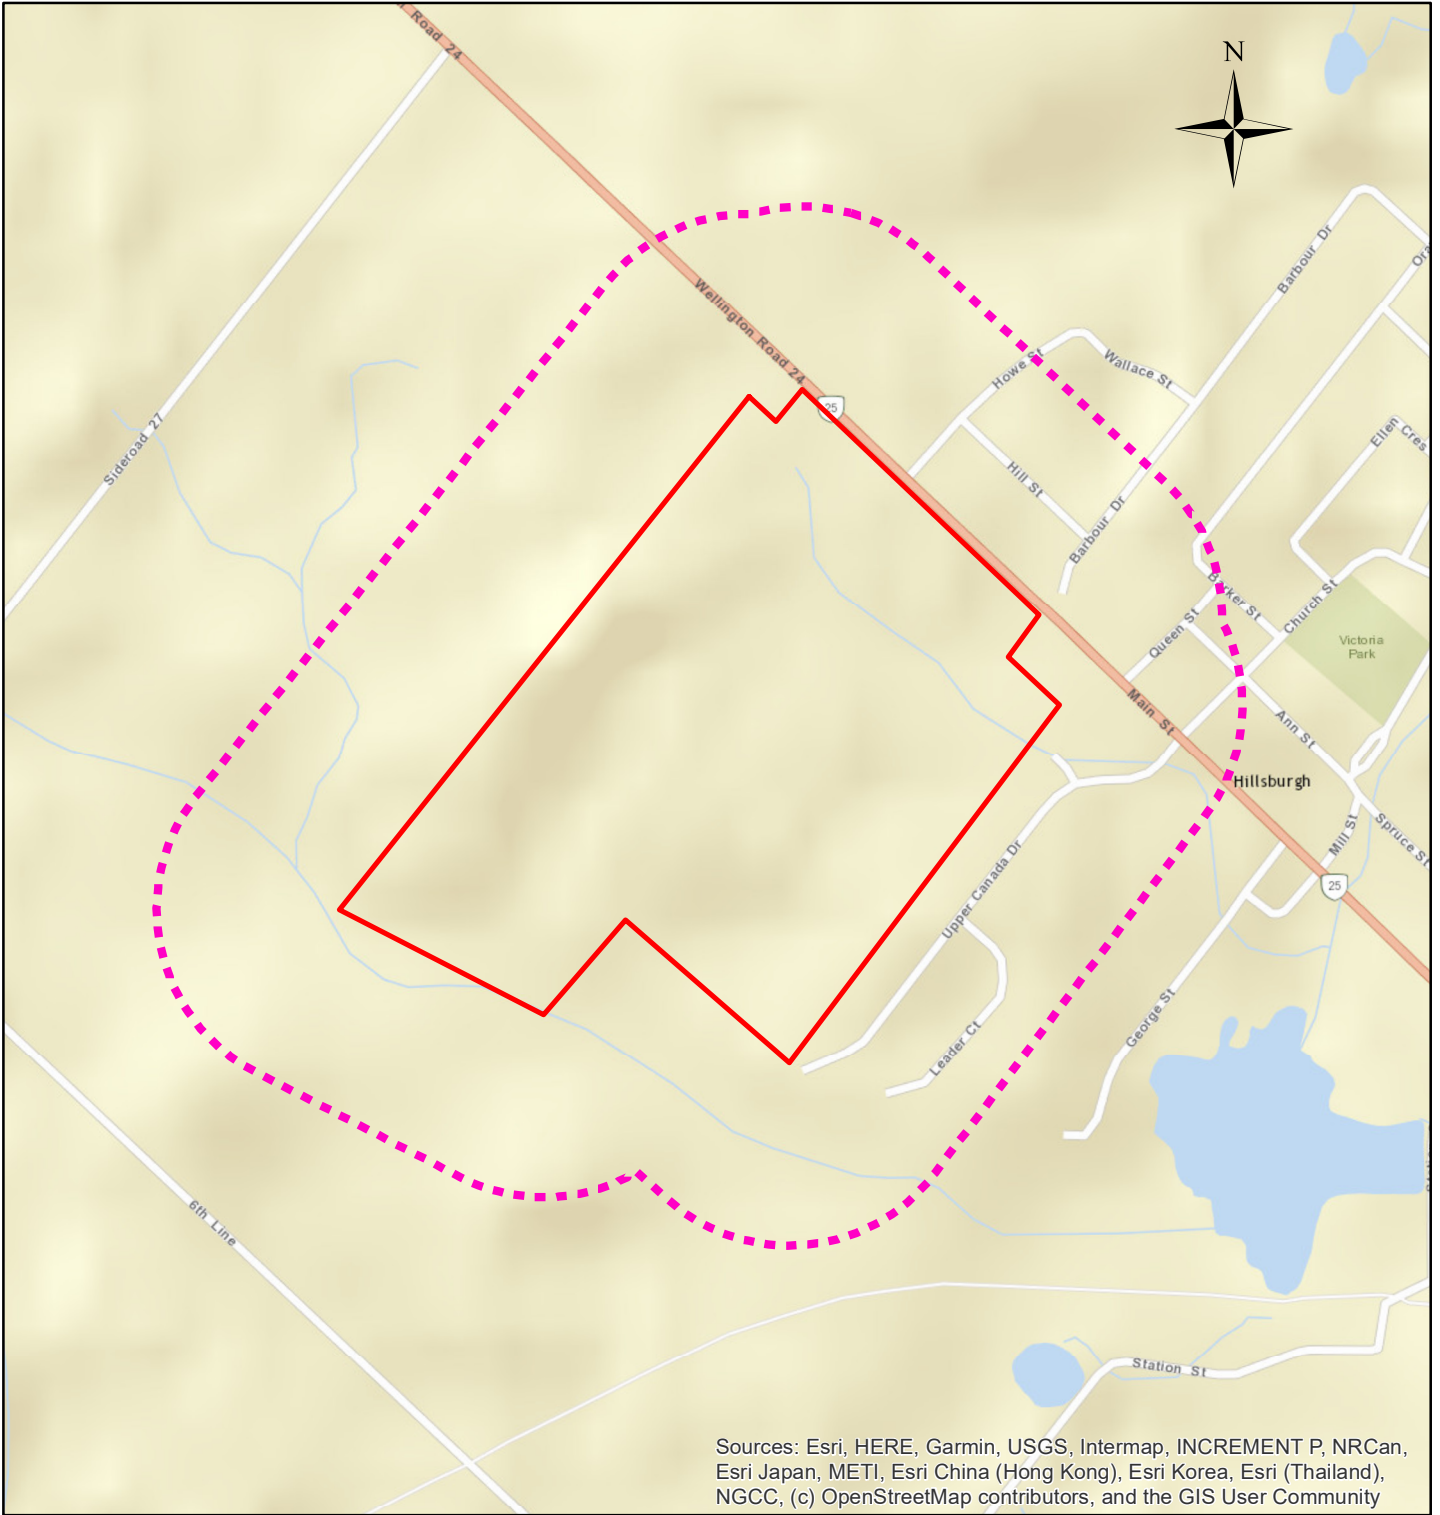 Road 24
N
Barbour Dr
Wellington Road 24
Howe St
Wallace St
25
Sideroad 27
Hill St
Ellen Cres
Barbour Dr
Barker St
Church St
Queen St
Victoria
Park
Main St
Ann St
Hillsburgh
Mill St
Spruce St
Upper Canada Dr
25
George St
Leader Ct
6th Line
Station St
Sources: Esri, HERE, Garmin, USGS, Intermap, INCREMENT P, NRCan,
Esri Japan, METI, Esri China (Hong Kong), Esri Korea, Esri (Thailand),
NGCC, (c) OpenStreetMap contributors, and the GIS User Community